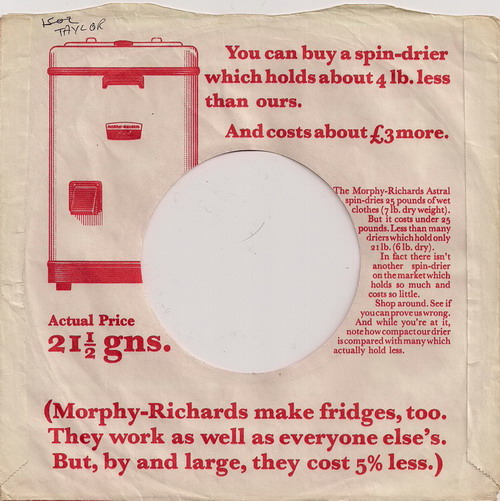 TAYLOR
You can buy a spin-drier
which holds about 4 lb. less
than ours.
And costs about £3 more.
The Morphy-Richards Astral
spin-dries 25 pounds of wet
clothes (7 lb. dry weight).
But it costs under 25
pounds. Less than many
driers which hold only
21 lb. (6 lb. dry).
In fact there isn't
another spin-drier
on the market which
holds so much and
costs so little.
Shop around. See if
you can prove us wrong.
And while you're at it,
note how compact our drier
is compared with many which
actually hold less.
Actual Price
21½ gns.
(Morphy-Richards make fridges, too.
They work as well as everyone else's.
But, by and large, they cost 5% less.)